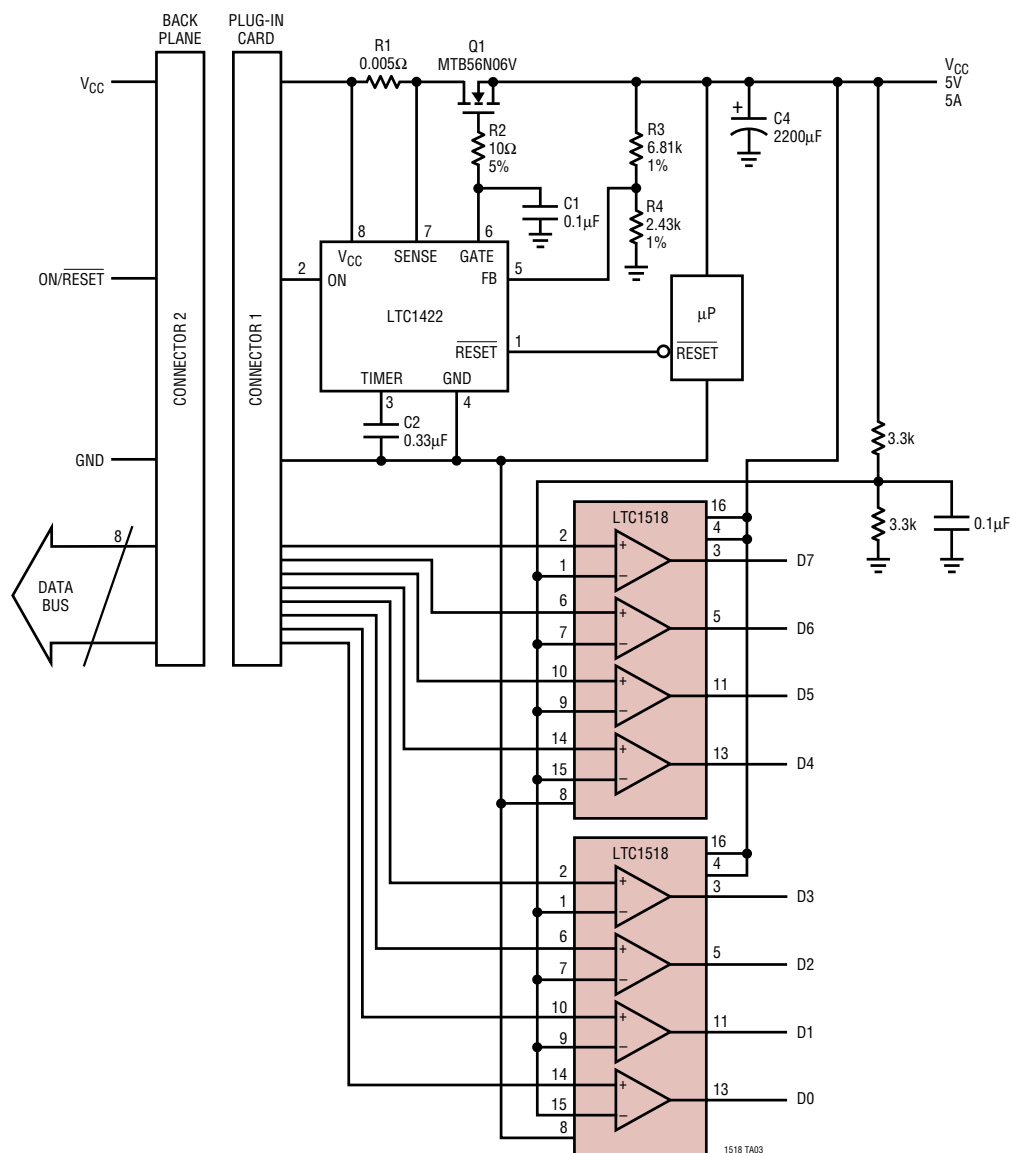 BACK
PLANE
PLUG-IN
CARD
R1
0.005Ω
Q1
MTB56N06V
VCC
VCC
5V
5A
+
C4
2200µF
R2
10Ω
5%
R3
6.81k
1%
C1
0.1µF
R4
2.43k
1%
8
7
6
VCC
SENSE
GATE
2
ON
FB
5
ON/RESET
LTC1422
µP
RESET
1
RESET
CONNECTOR 2
CONNECTOR 1
TIMER
GND
3
4
C2
0.33µF
GND
3.3k
3.3k
0.1µF
8
DATA
BUS
LTC1518
16
4
2
+
3
D7
1
–
6
+
5
D6
7
–
10
+
11
D5
9
–
14
+
13
D4
15
–
8
LTC1518
16
4
2
+
3
D3
1
–
6
+
5
D2
7
–
10
+
11
D1
9
–
14
+
13
D0
15
–
8
1518 TA03